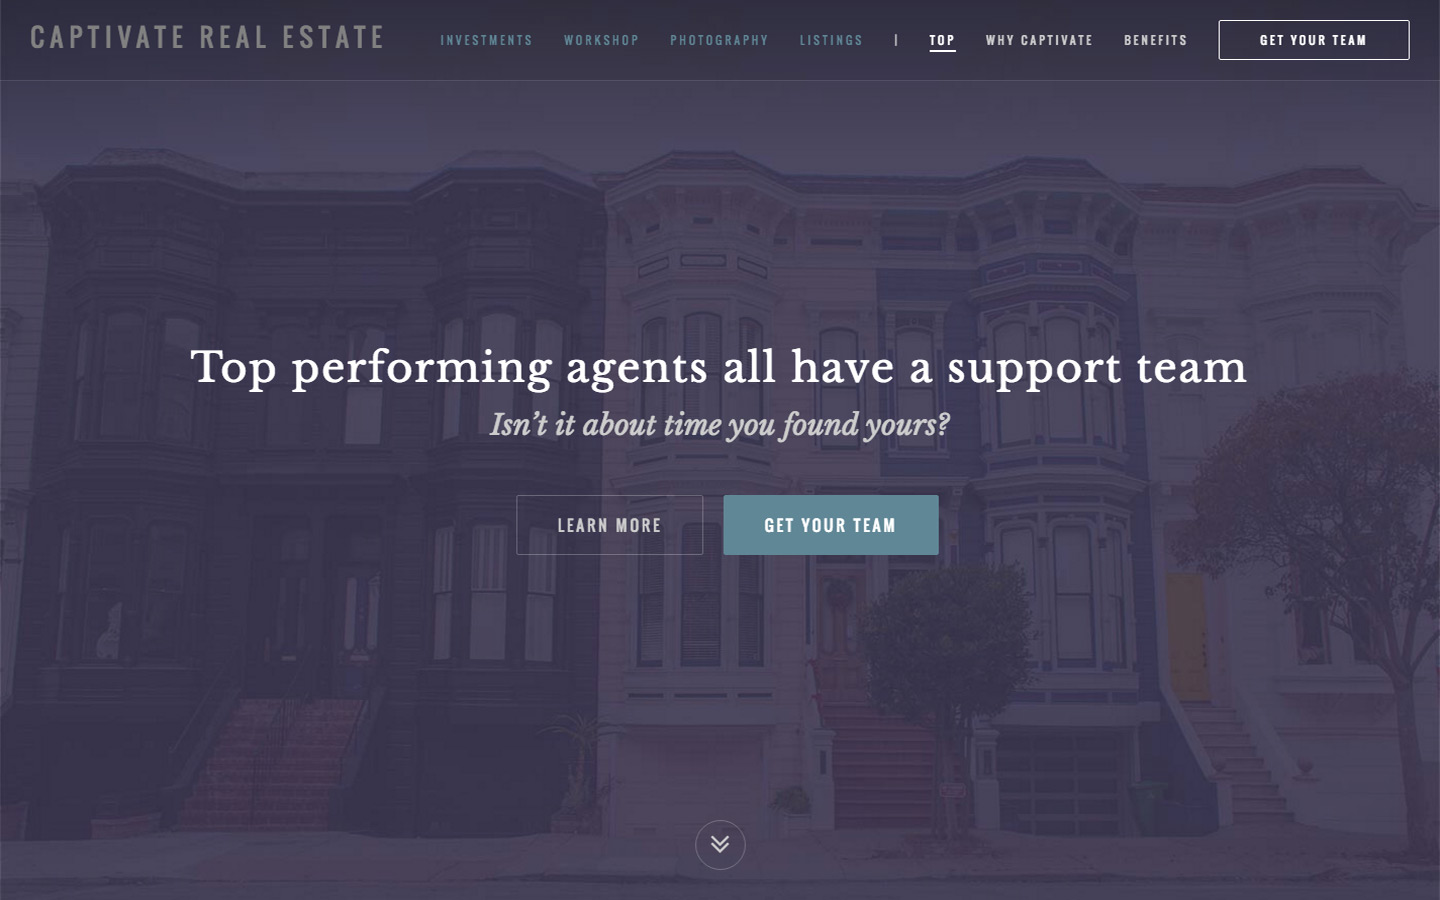 CAPTIVATE REAL ESTATE
INVESTMENTS WORKSHOP PHOTOGRAPHY LISTINGS | TOP WHY CAPTIVATE BENEFITS GET YOUR TEAM
Top performing agents all have a support team
Isn’t it about time you found yours?
LEARN MORE GET YOUR TEAM